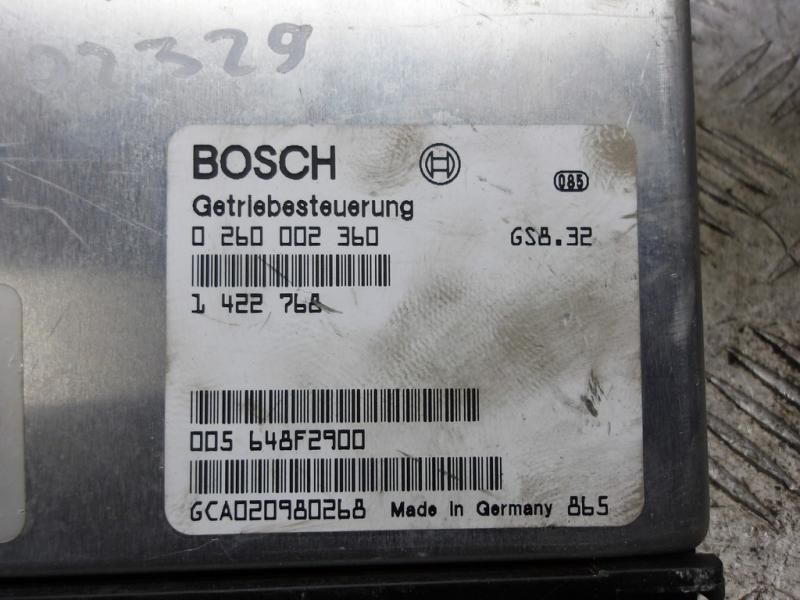 02329
BOSCH
085
Getriebesteuerung
0 260 002 360 GS8.32
1 422 768
005 648F2900
GCA020980268 Made in Germany 865